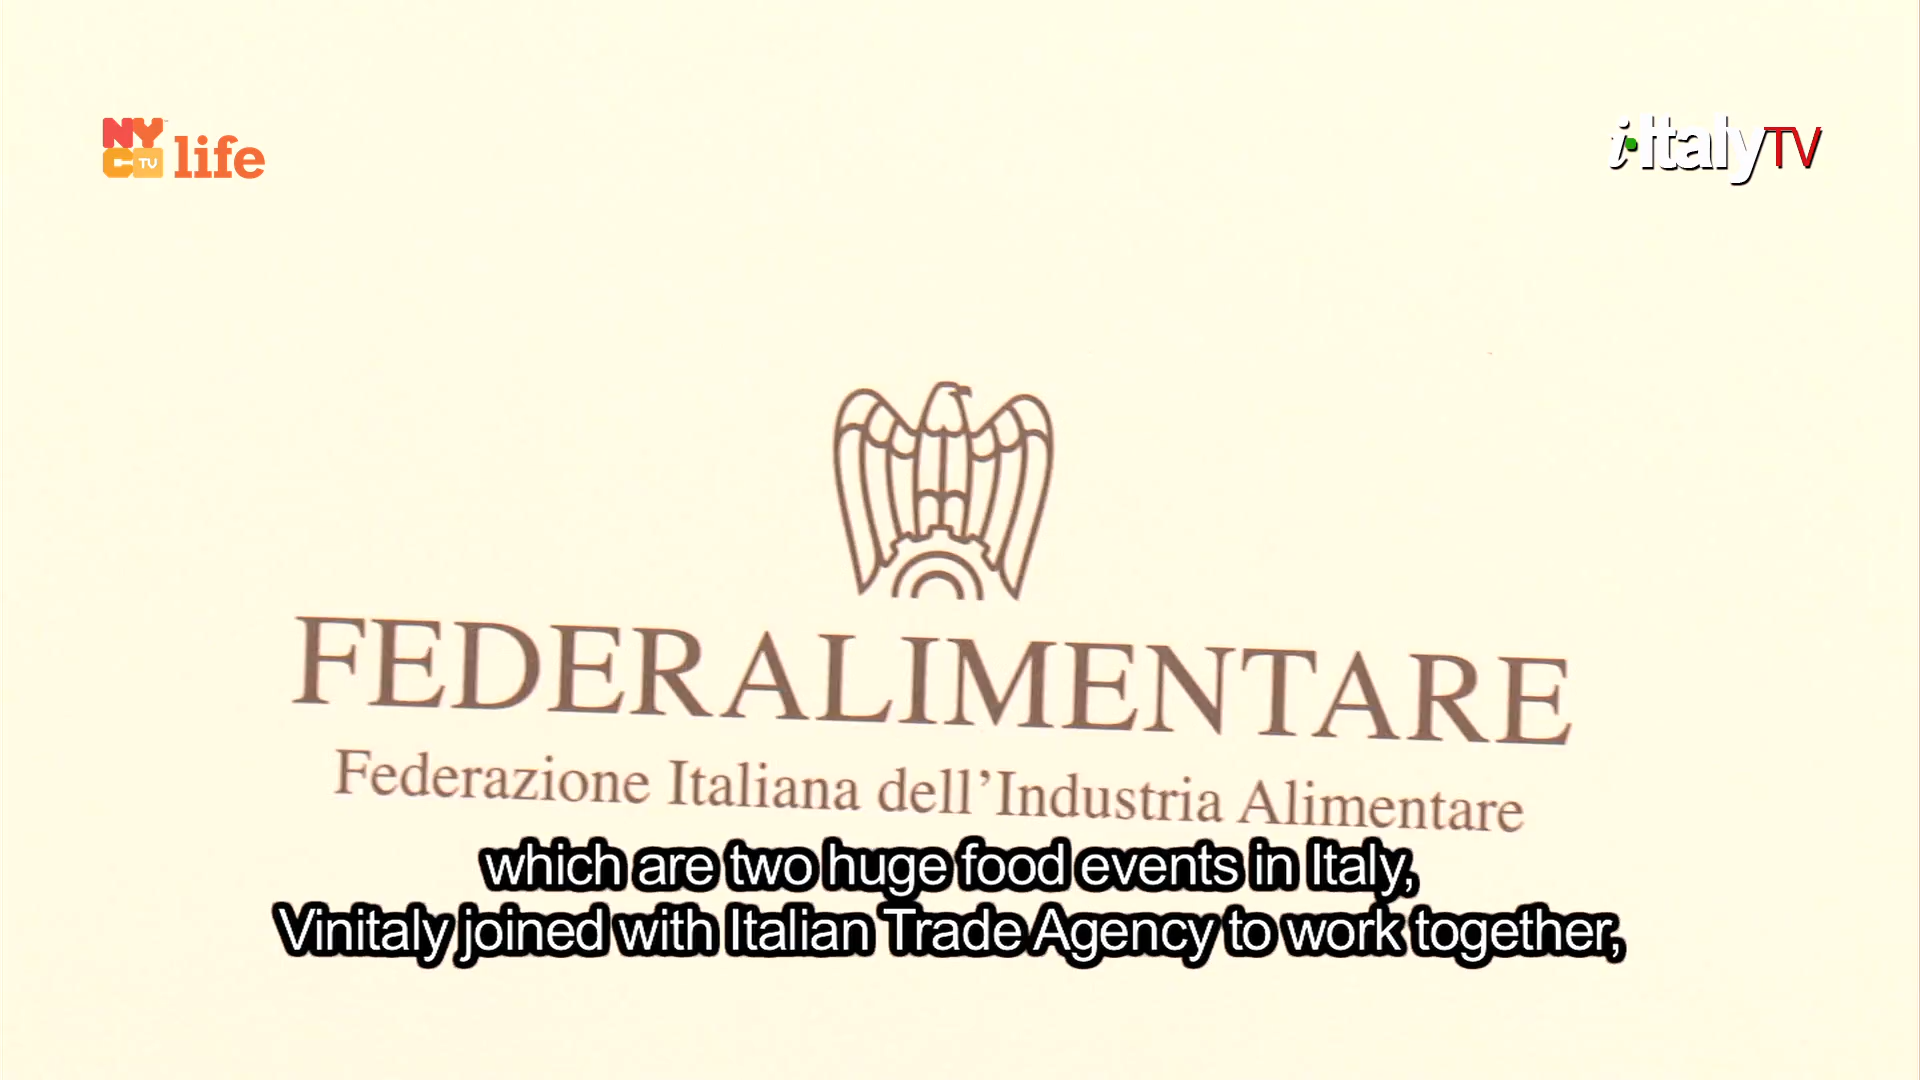 NYC TV life
i-ItalyTV
FEDERALIMENTARE
Federazione Italiana dell'Industria Alimentare
which are two huge food events in Italy,
Vinitaly joined with Italian Trade Agency to work together,